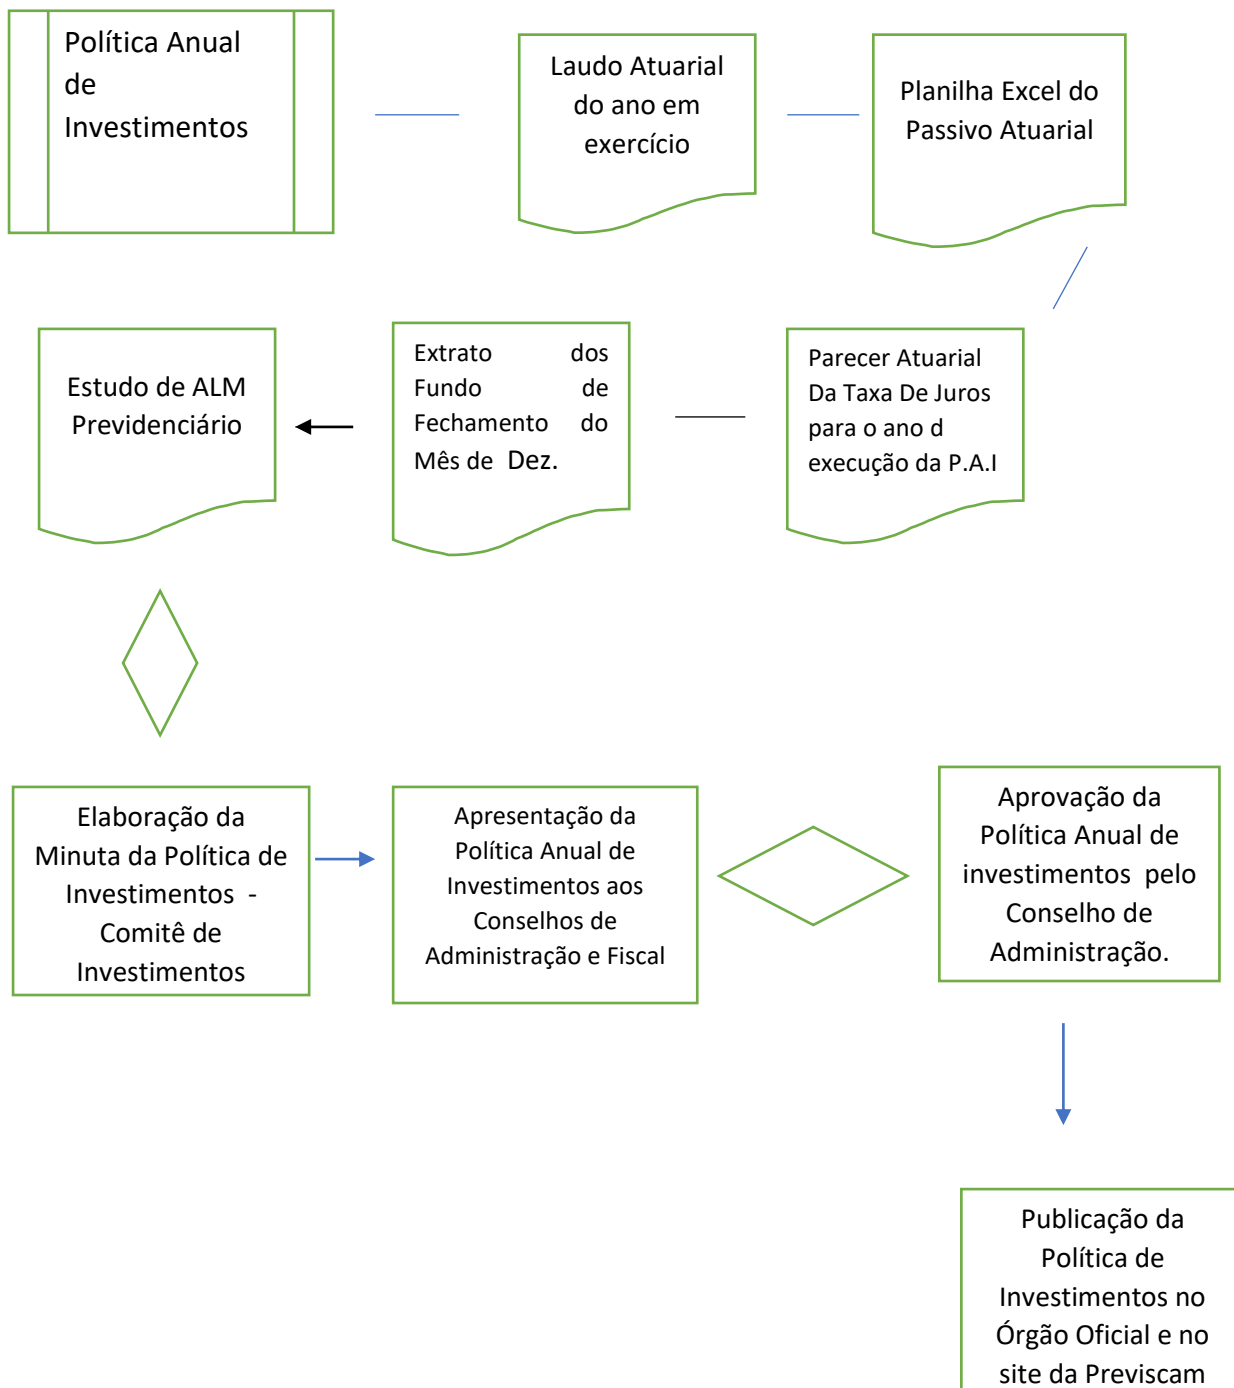 Política Anual
de
Investimentos
Laudo Atuarial
do ano em
exercício
Planilha Excel do
Passivo Atuarial
Estudo de ALM
Previdenciário
Extrato dos
Fundo de
Fechamento do
Mês de Dez.
Parecer Atuarial
Da Taxa De Juros
para o ano d
execução da P.A.I
Elaboração da
Minuta da Política de
Investimentos -
Comitê de
Investimentos
Apresentação da
Política Anual de
Investimentos aos
Conselhos de
Administração e Fiscal
Aprovação da
Política Anual de
investimentos pelo
Conselho de
Administração.
Publicação da
Política de
Investimentos no
Órgão Oficial e no
site da Previscam